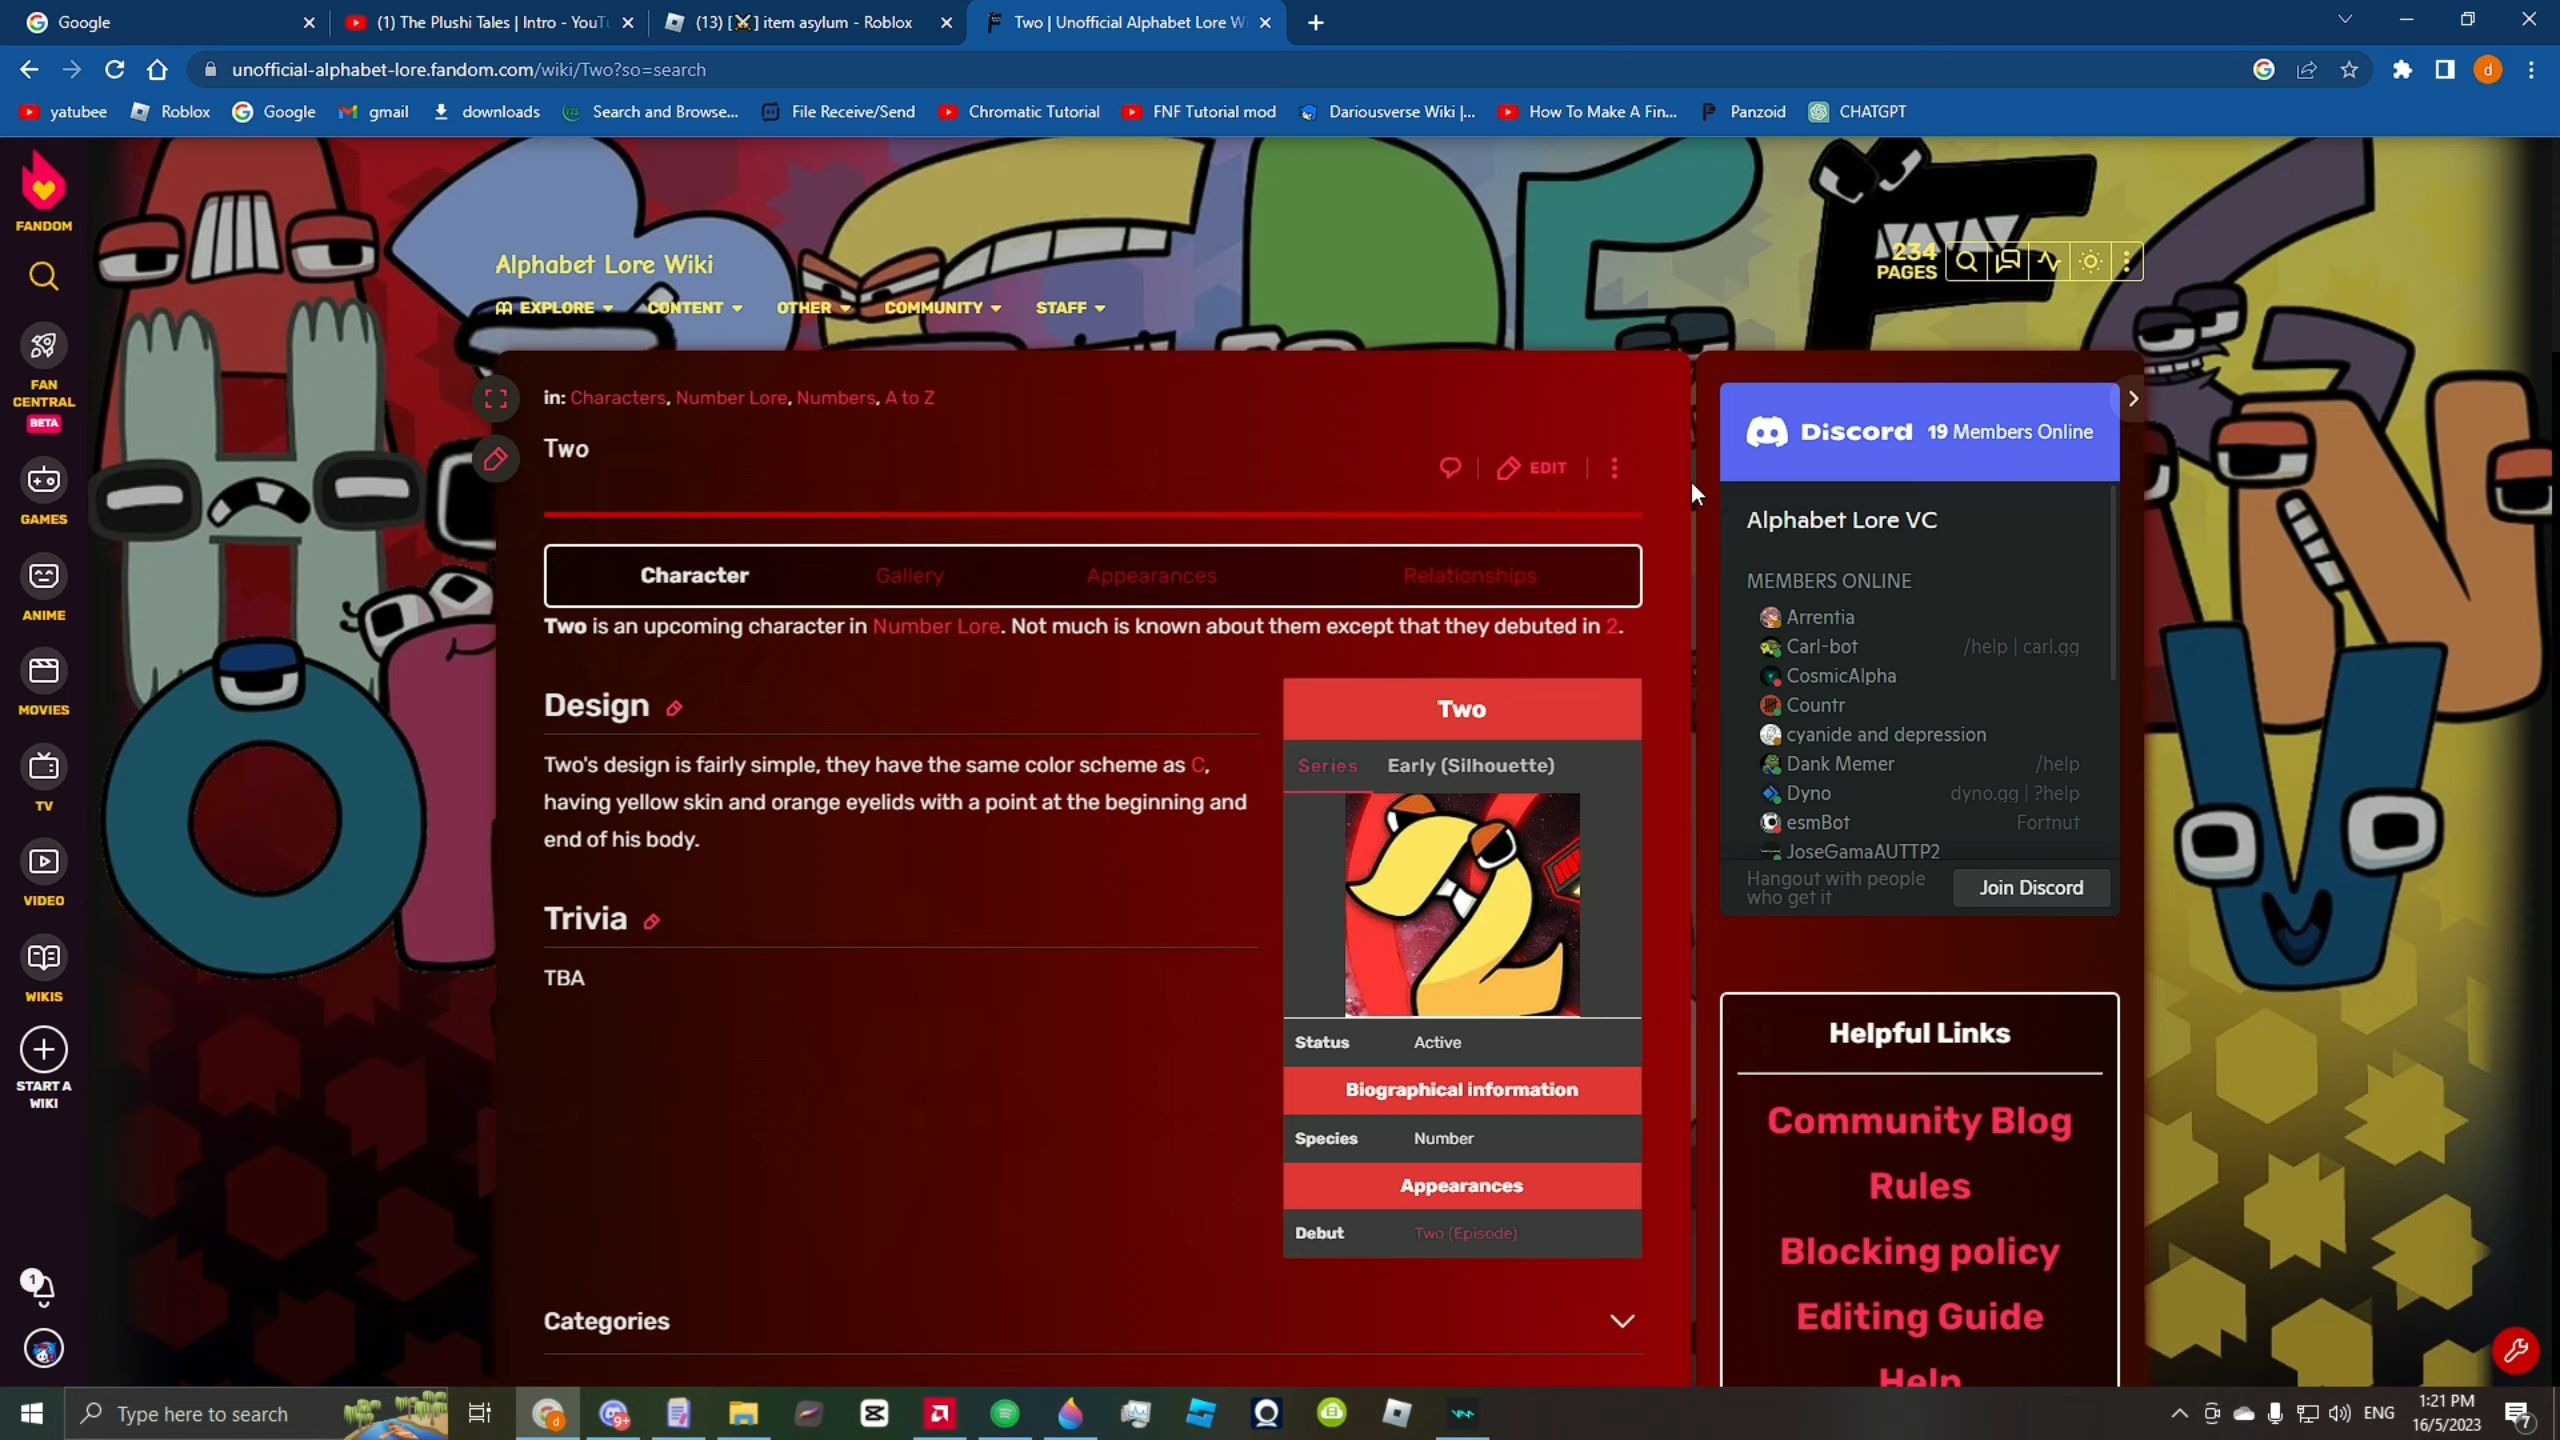 Google
(1) The Plushi Tales | Intro - YouTu
(13) [⚔] item asylum - Roblox
Two | Unofficial Alphabet Lore W
unofficial-alphabet-lore.fandom.com/wiki/Two?so=search
d
yatubee
Roblox
Google
gmail
downloads
Search and Browse...
File Receive/Send
Chromatic Tutorial
FNF Tutorial mod
Dariousverse Wiki |...
How To Make A Fin...
Panzoid
CHATGPT
FANDOM
FAN
CENTRAL
BETA
GAMES
ANIME
MOVIES
TV
VIDEO
WIKIS
START A
WIKI
1
Alphabet Lore Wiki
EXPLORE
CONTENT
OTHER
COMMUNITY
STAFF
234
PAGES
in: Characters, Number Lore, Numbers, A to Z
Two
EDIT
Character
Gallery
Appearances
Relationships
Two is an upcoming character in Number Lore. Not much is known about them except that they debuted in 2.
Design
Two's design is fairly simple, they have the same color scheme as C,
having yellow skin and orange eyelids with a point at the beginning and
end of his body.
Trivia
TBA
Two
Series
Early (Silhouette)
Status Active
Biographical information
Species Number
Appearances
Debut Two (Episode)
Categories
Discord 19 Members Online
Alphabet Lore VC
MEMBERS ONLINE
Arrentia
Carl-bot /help | carl.gg
CosmicAlpha
Countr
cyanide and depression
Dank Memer /help
Dyno dyno.gg | ?help
esmBot Fortnut
JoseGamaAUTTP2
Hangout with people
who get it
Join Discord
Helpful Links
Community Blog
Rules
Blocking policy
Editing Guide
Help
Type here to search
d
9+
ENG
1:21 PM
16/5/2023
7